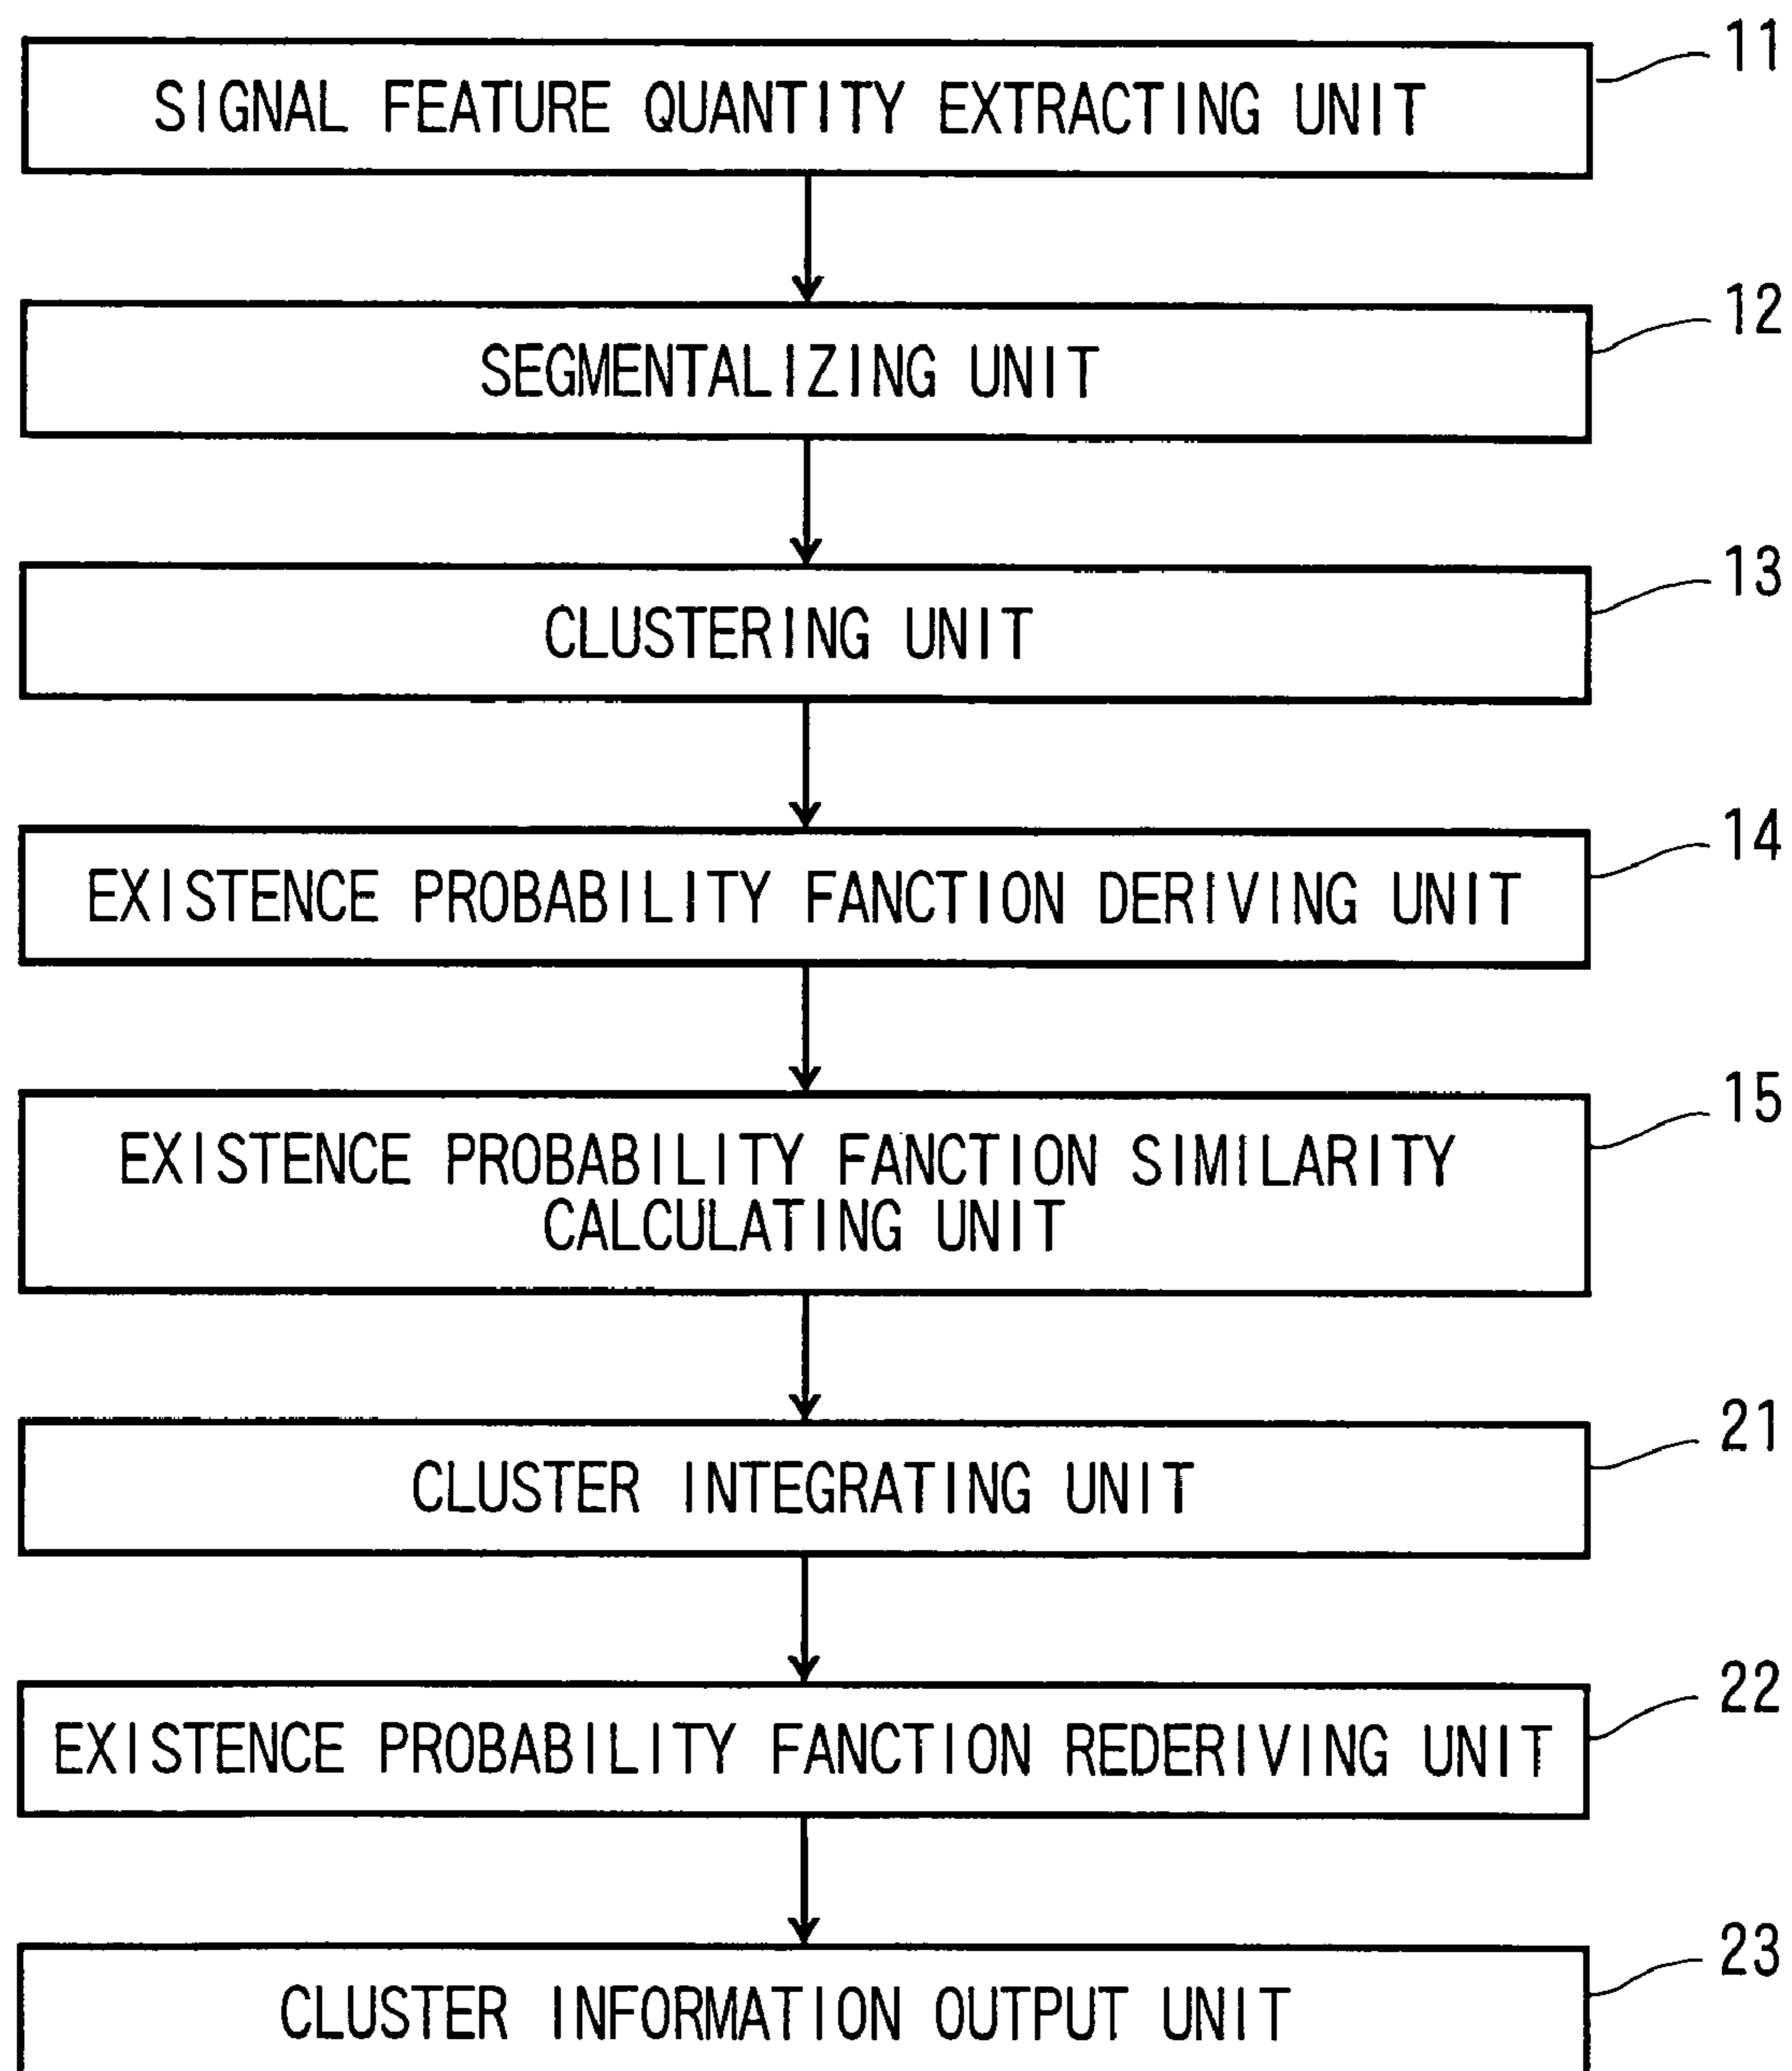 11
SIGNAL FEATURE QUANTITY EXTRACTING UNIT
12
SEGMENTALIZING UNIT
13
CLUSTERING UNIT
14
EXISTENCE PROBABILITY FANCTION DERIVING UNIT
15
EXISTENCE PROBABILITY FANCTION SIMILARITY
CALCULATING UNIT
21
CLUSTER INTEGRATING UNIT
22
EXISTENCE PROBABILITY FANCTION REDERIVING UNIT
23
CLUSTER INFORMATION OUTPUT UNIT